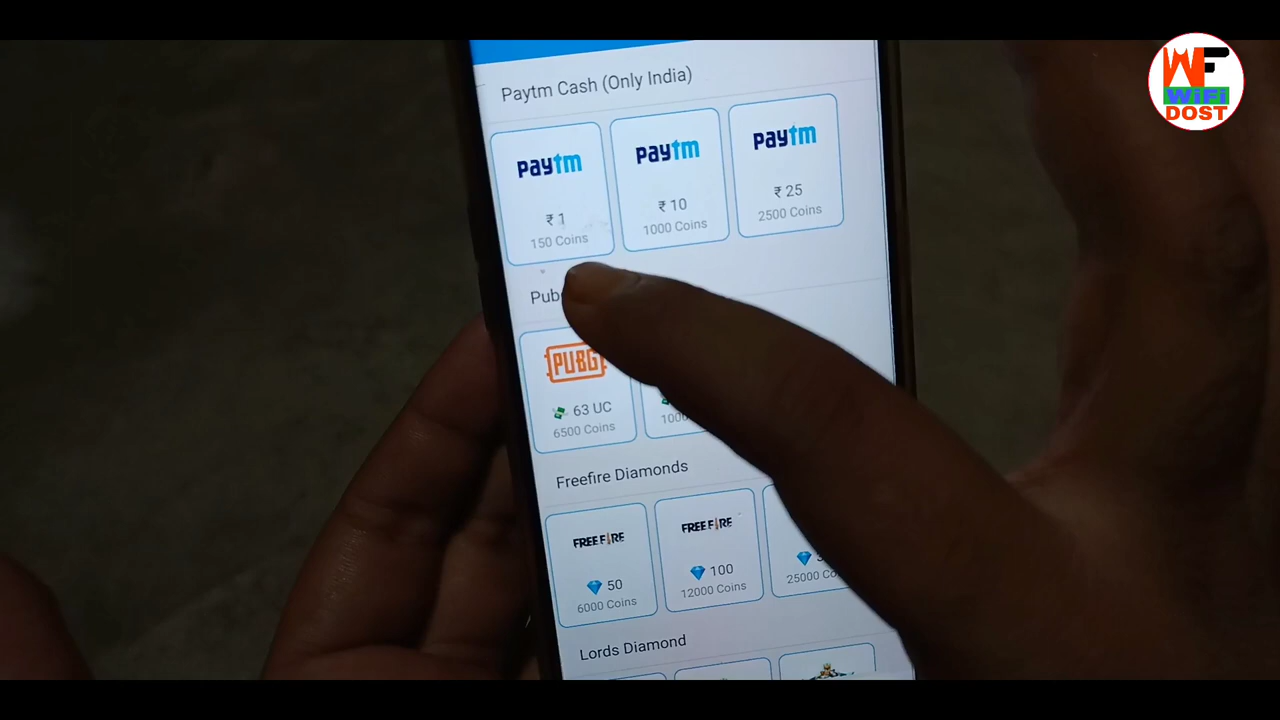 WF
WiFi
DOST
Paytm Cash (Only India)
paytm
paytm
paytm
₹ 1
₹ 10
₹ 25
150 Coins
1000 Coins
2500 Coins
PUBG
63 UC
6500 Coins
Freefire Diamonds
FREE FIRE
FREE FIRE
50
100
6000 Coins
12000 Coins
25000
Lords Diamond